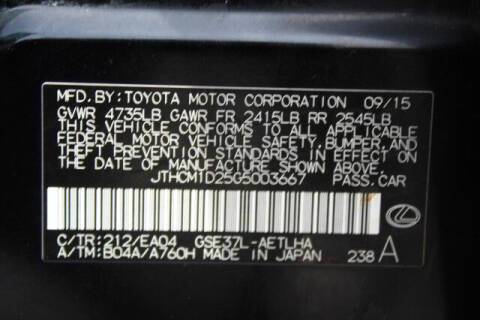 MFD.BY:TOYOTA MOTOR CORPORATION 09/15
GVWR 4735LB GAWR FR 2415LB RR 2545LB
THIS VEHICLE CONFORMS TO ALL APPLICABLE
FEDERAL MOTOR VEHICLE SAFETY, BUMPER, AND
THEFT PREVENTION STANDARDS IN EFFECT ON
THE DATE OF MANUFACTURE SHOWN ABOVE.
JTHCM1D25G5003667 PASS.CAR
C/TR:212/EA04 GSE37L-AETLHA
A/TM:B04A/A760H MADE IN JAPAN 238 A